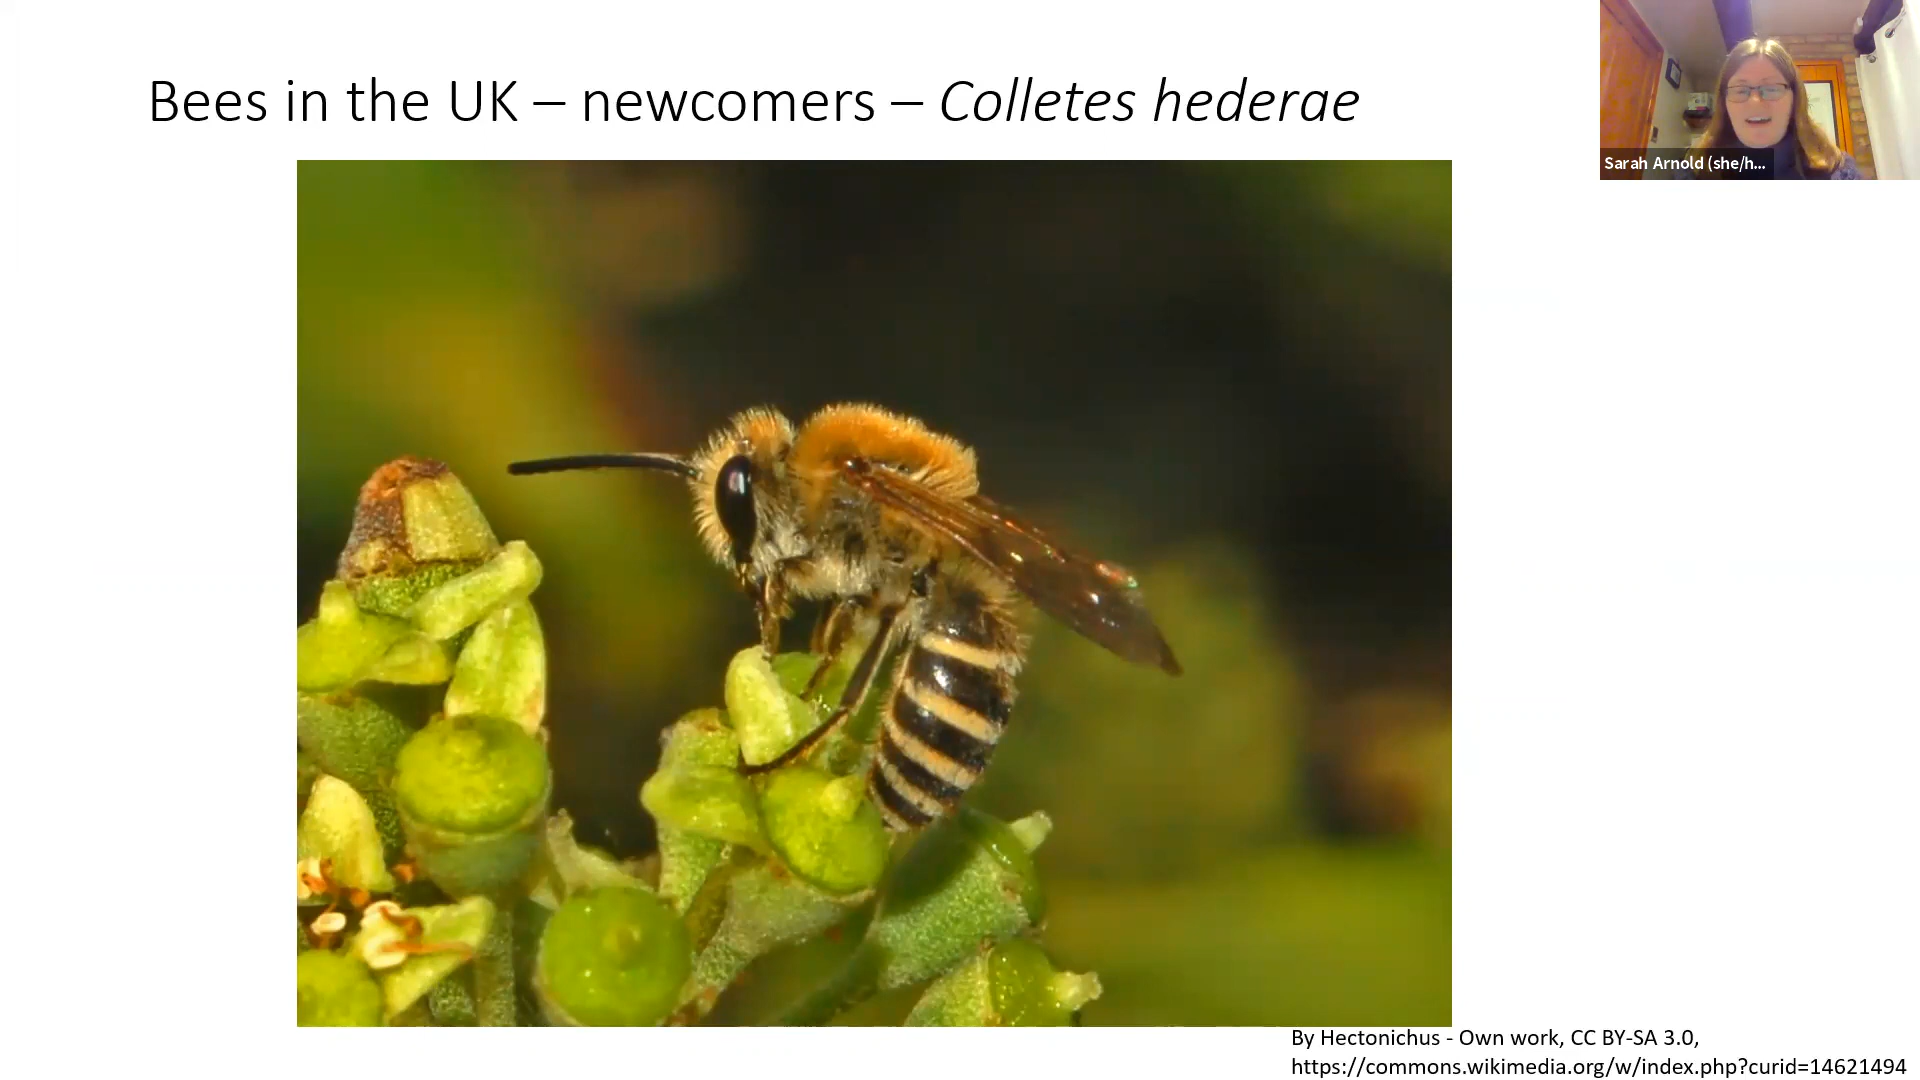 Bees in the UK – newcomers – Colletes hederae
Sarah Arnold (she/h...
By Hectonichus - Own work, CC BY-SA 3.0,
https://commons.wikimedia.org/w/index.php?curid=14621494